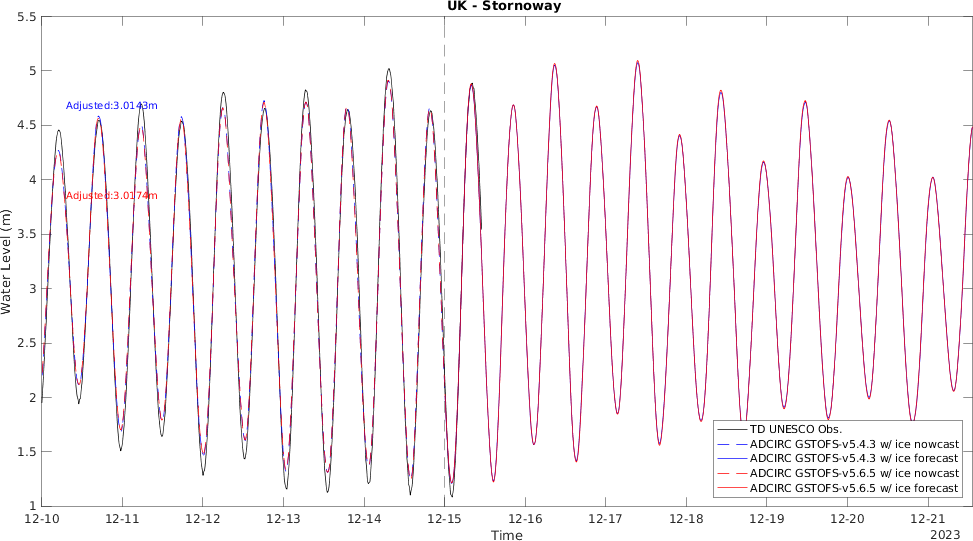 UK - Stornoway
5.5
5
4.5
4
3.5
3
2.5
2
1.5
1
Water Level (m)
Adjusted:3.0143m
Adjusted:3.0174m
TD UNESCO Obs.
ADCIRC GSTOFS-v5.4.3 w/ ice nowcast
ADCIRC GSTOFS-v5.4.3 w/ ice forecast
ADCIRC GSTOFS-v5.6.5 w/ ice nowcast
ADCIRC GSTOFS-v5.6.5 w/ ice forecast
12-10 12-11 12-12 12-13 12-14 12-15 12-16 12-17 12-18 12-19 12-20 12-21
2023
Time